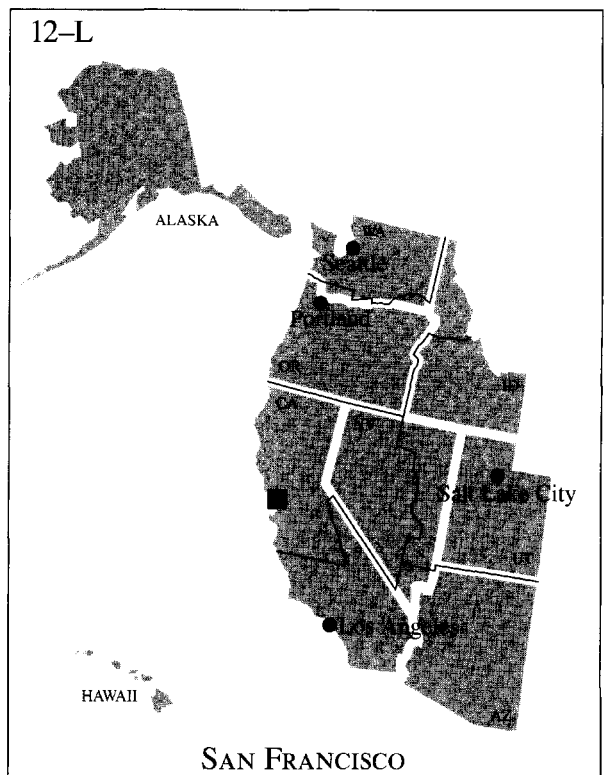 12–L
ALASKA
WA
Seattle
Portland
OR
CA
ID
NV
Salt Lake City
UT
Los Angeles
HAWAII
AZ
SAN FRANCISCO